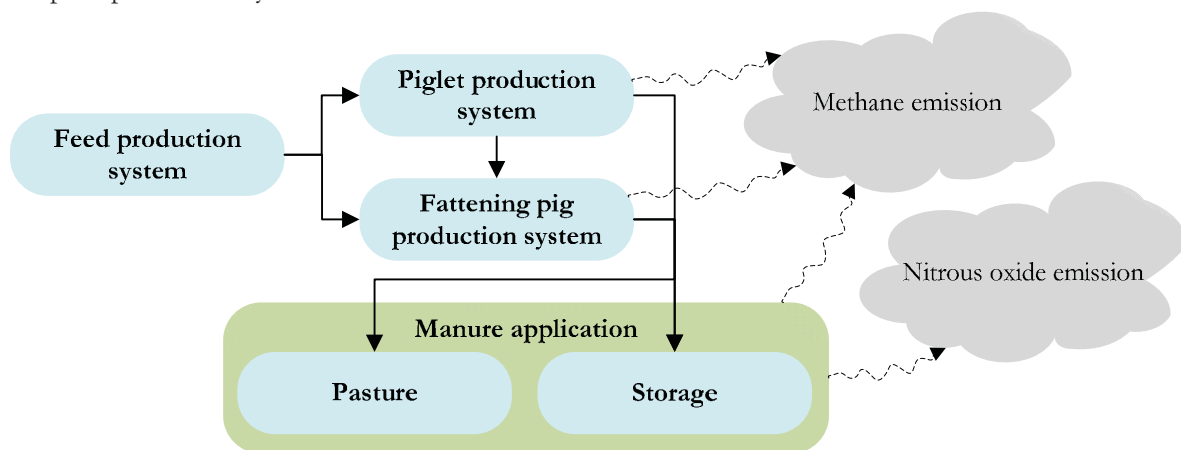 Piglet production
system
Methane emission
Feed production
system
Fattening pig
production system
Nitrous oxide emission
Manure application
Pasture
Storage